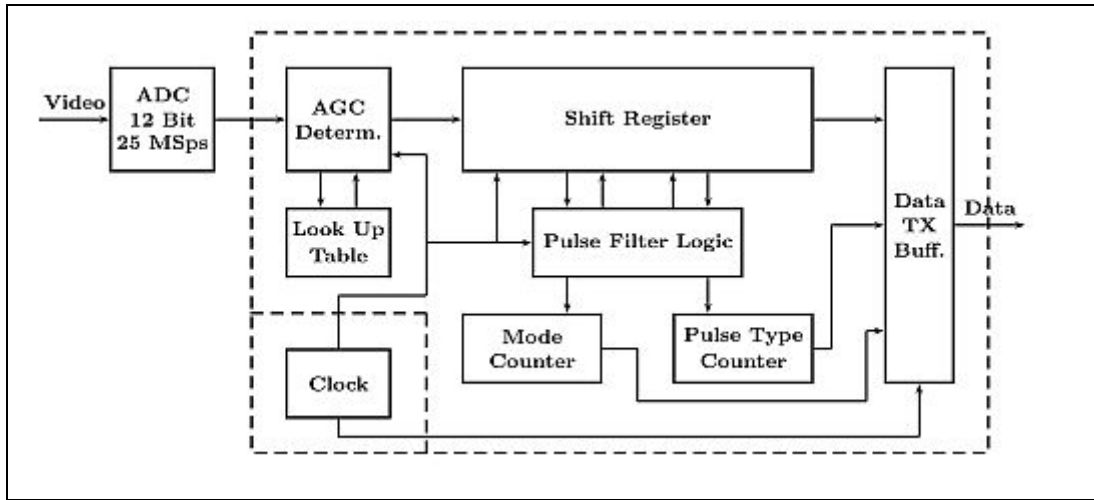 Video
ADC
12 Bit
25 MSps
AGC
Determ.
Shift Register
Look Up
Table
Pulse Filter Logic
Data
TX
Buff.
Data
Mode
Counter
Pulse Type
Counter
Clock